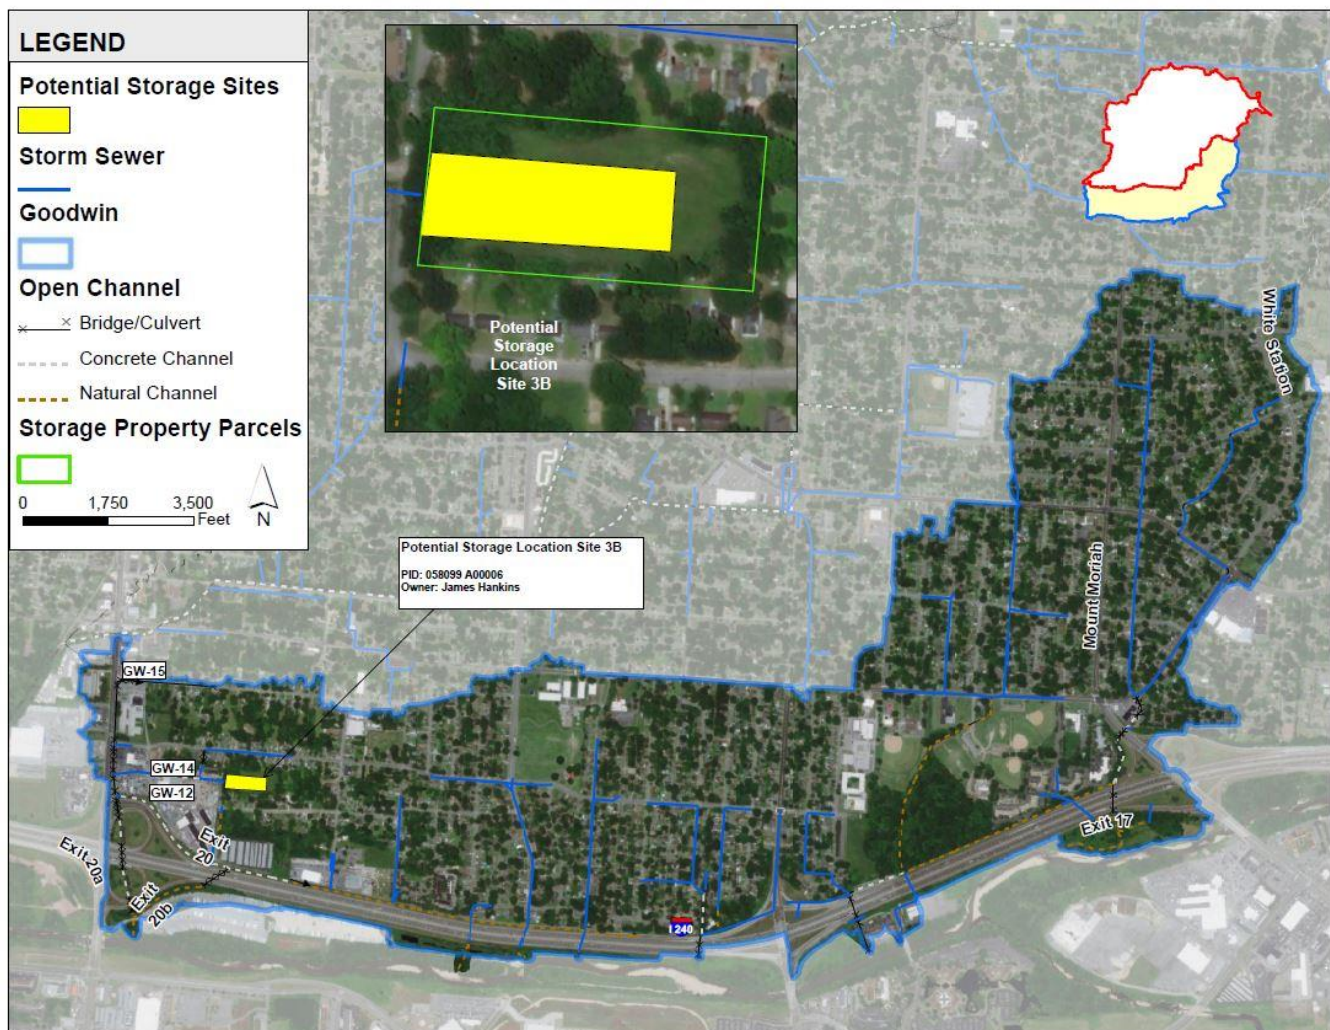 LEGEND
Potential Storage Sites
Storm Sewer
Goodwin
Open Channel
Bridge/Culvert
Concrete Channel
Natural Channel
Storage Property Parcels
0 1,750 3,500
Feet
N
Potential
Storage
Location
Site 3B
Potential Storage Location Site 3B
PID: 058099 A00006
Owner: James Hankins
White Station
Mount Moriah
GW-15
GW-14
GW-12
Exit
20
Exit 20a
Exit
20b
I 240
Exit 17